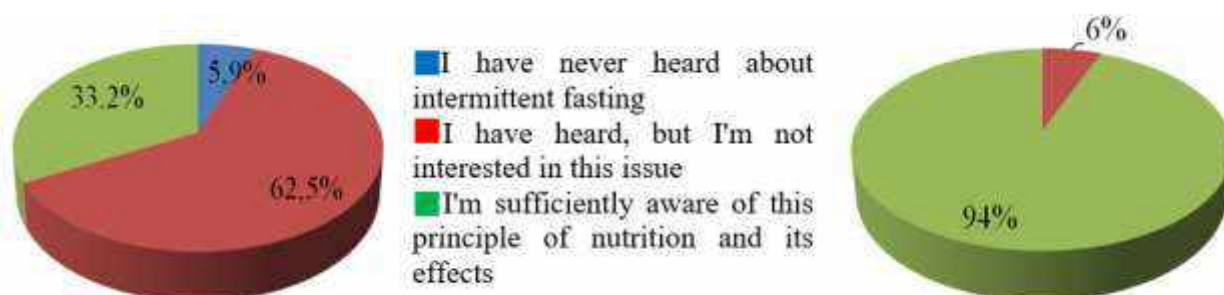 5,9%
33.2%
62,5%
I have never heard about
intermittent fasting
I have heard, but I'm not
interested in this issue
I'm sufficiently aware of this
principle of nutrition and its
effects
6%
94%